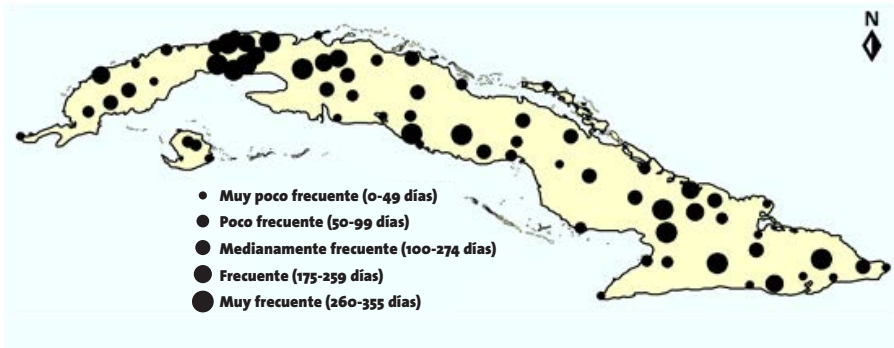 N
Muy poco frecuente (0-49 días)
Poco frecuente (50-99 días)
Medianamente frecuente (100-274 días)
Frecuente (175-259 días)
Muy frecuente (260-355 días)